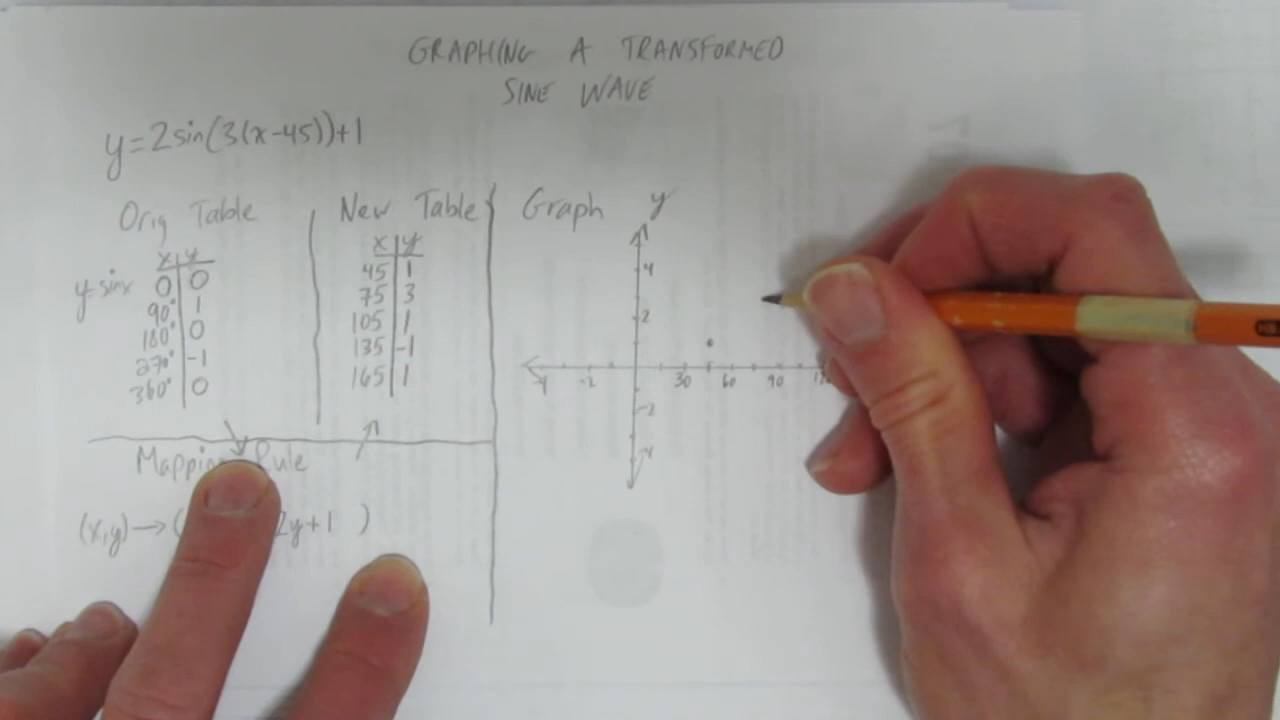 GRAPHING A TRANSFORMED
SINE WAVE
y=2sin(3(x-45))+1
Orig Table
New Table
Graph y
x y
x y
y=sinx
0 0
90° 1
180° 0
270° -1
360° 0
45 1
75 3
105 1
135 -1
165 1
4
2
-2
30 60 90
-2
Mapping Rule
(x,y)→( 2y+1 )